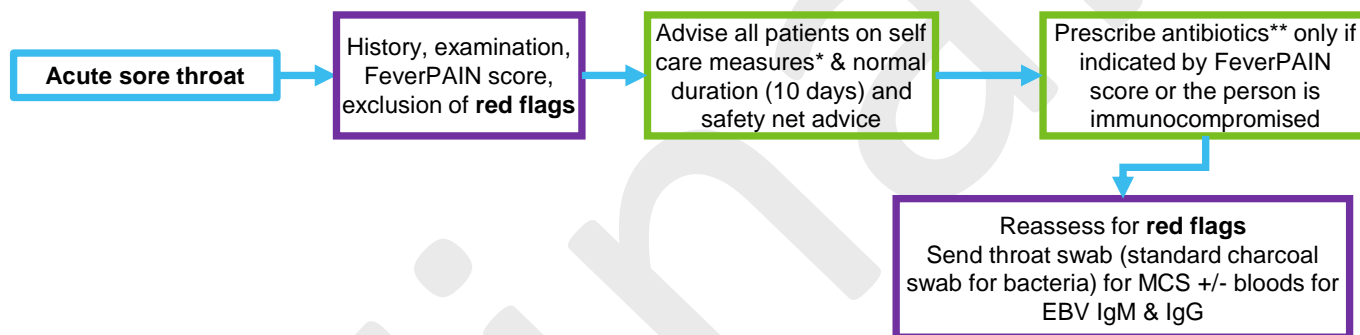 Acute sore throat
History, examination,
FeverPAIN score,
exclusion of red flags
Advise all patients on self
care measures* & normal
duration (10 days) and
safety net advice
Prescribe antibiotics** only if
indicated by FeverPAIN
score or the person is
immunocompromised
Reassess for red flags
Send throat swab (standard charcoal
swab for bacteria) for MCS +/- bloods for
EBV IgM & IgG